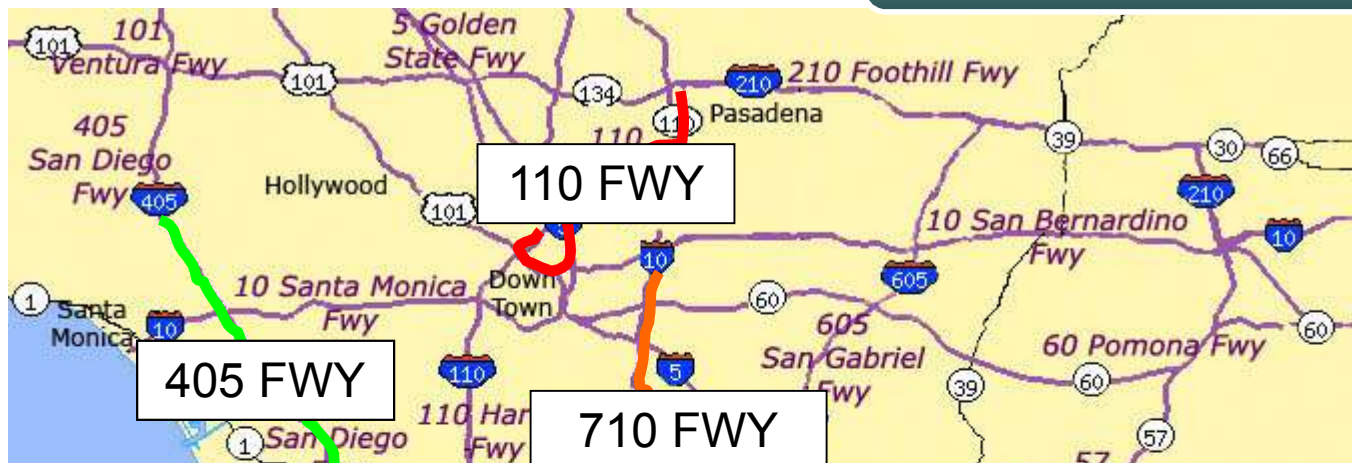 101
Ventura Fwy
101
5 Golden
State Fwy
101
134
210
210 Foothill Fwy
110
Pasadena
110
405
San Diego
Fwy
405
Hollywood
101
110 FWY
39
30
66
210
10 San Bernardino
Fwy
10
10
605
1
Santa
Monica
10
10 Santa Monica
Fwy
Down
Town
60
60
605
San Gabriel
Fwy
60 Pomona Fwy
60
39
405 FWY
110
5
110 Har
Fwy
710 FWY
1
San Diego
57
57